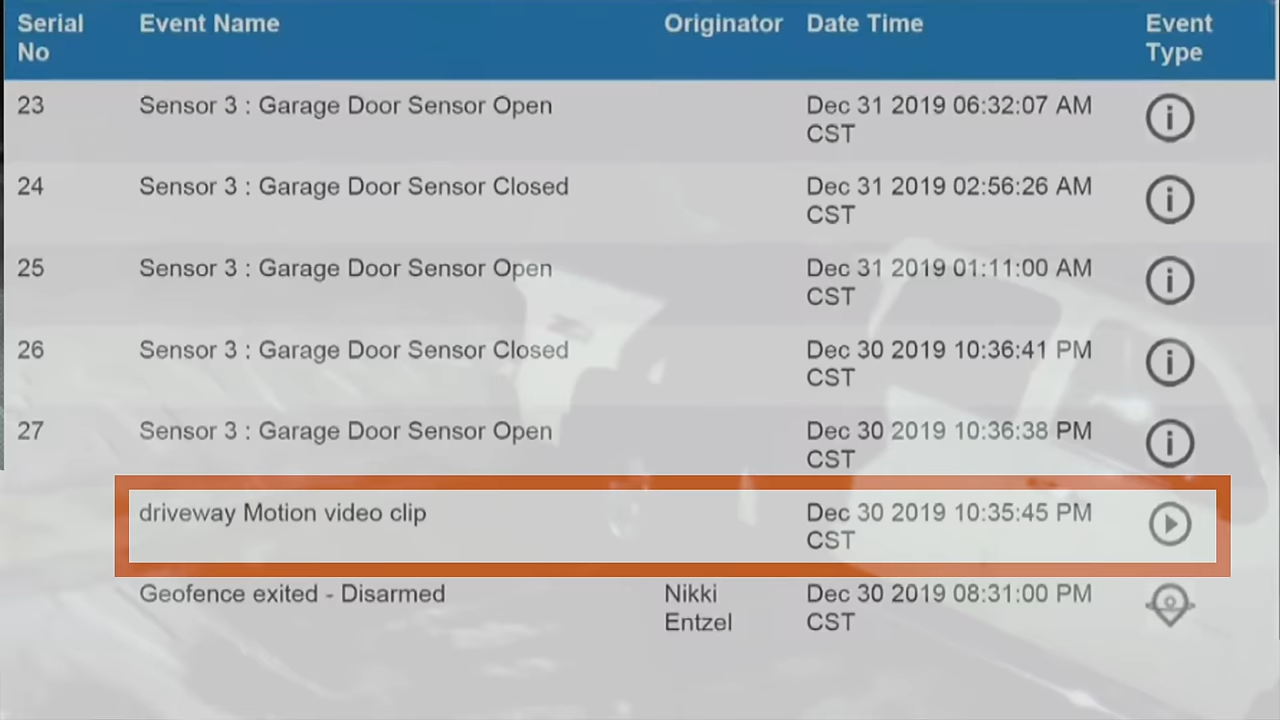 Serial No Event Name Originator Date Time Event Type
23 Sensor 3 : Garage Door Sensor Open Dec 31 2019 06:32:07 AM CST
24 Sensor 3 : Garage Door Sensor Closed Dec 31 2019 02:56:26 AM CST
25 Sensor 3 : Garage Door Sensor Open Dec 31 2019 01:11:00 AM CST
26 Sensor 3 : Garage Door Sensor Closed Dec 30 2019 10:36:41 PM CST
27 Sensor 3 : Garage Door Sensor Open Dec 30 2019 10:36:38 PM CST
driveway Motion video clip Dec 30 2019 10:35:45 PM CST
Geofence exited - Disarmed Nikki Entzel Dec 30 2019 08:31:00 PM CST